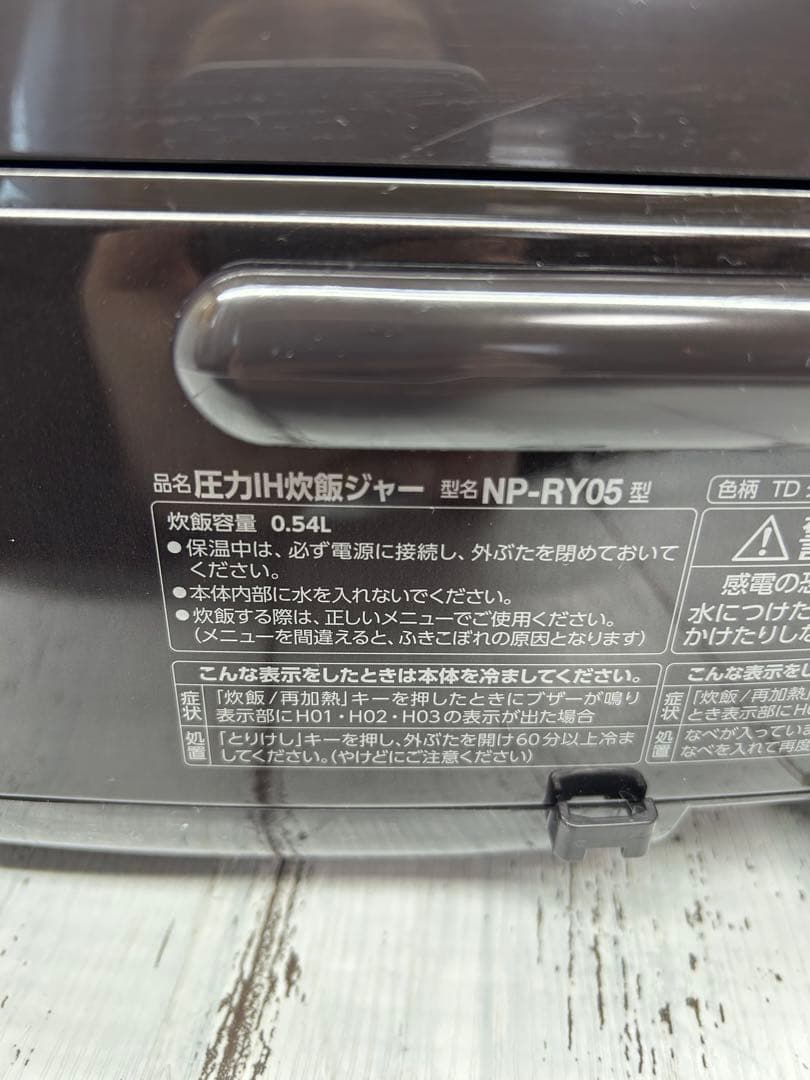 品名 圧力IH炊飯ジャー 型名 NP-RY05型
炊飯容量 0.54L
●保温中は、必ず電源に接続し、外ぶたを閉めておいて
ください。
●本体内部に水を入れないでください。
●炊飯する際は、正しいメニューでご使用ください。
(メニューを間違えると、ふきこぼれの原因となります)
こんな表示をしたときは本体を冷ましてください。
症状 「炊飯/再加熱」キーを押したときにブザーが鳴り
表示部にH01・H02・H03の表示が出た場合
処置 「とりけし」キーを押し、外ぶたを開け60分以上冷ま
してください。(やけどにご注意ください)
色柄 TD
感電の
水につけた
かけたりしな
こんな表示をし
症状 「炊飯/再加熱
とき表示部にH
処置 なべが入ってい
なべを入れて再度